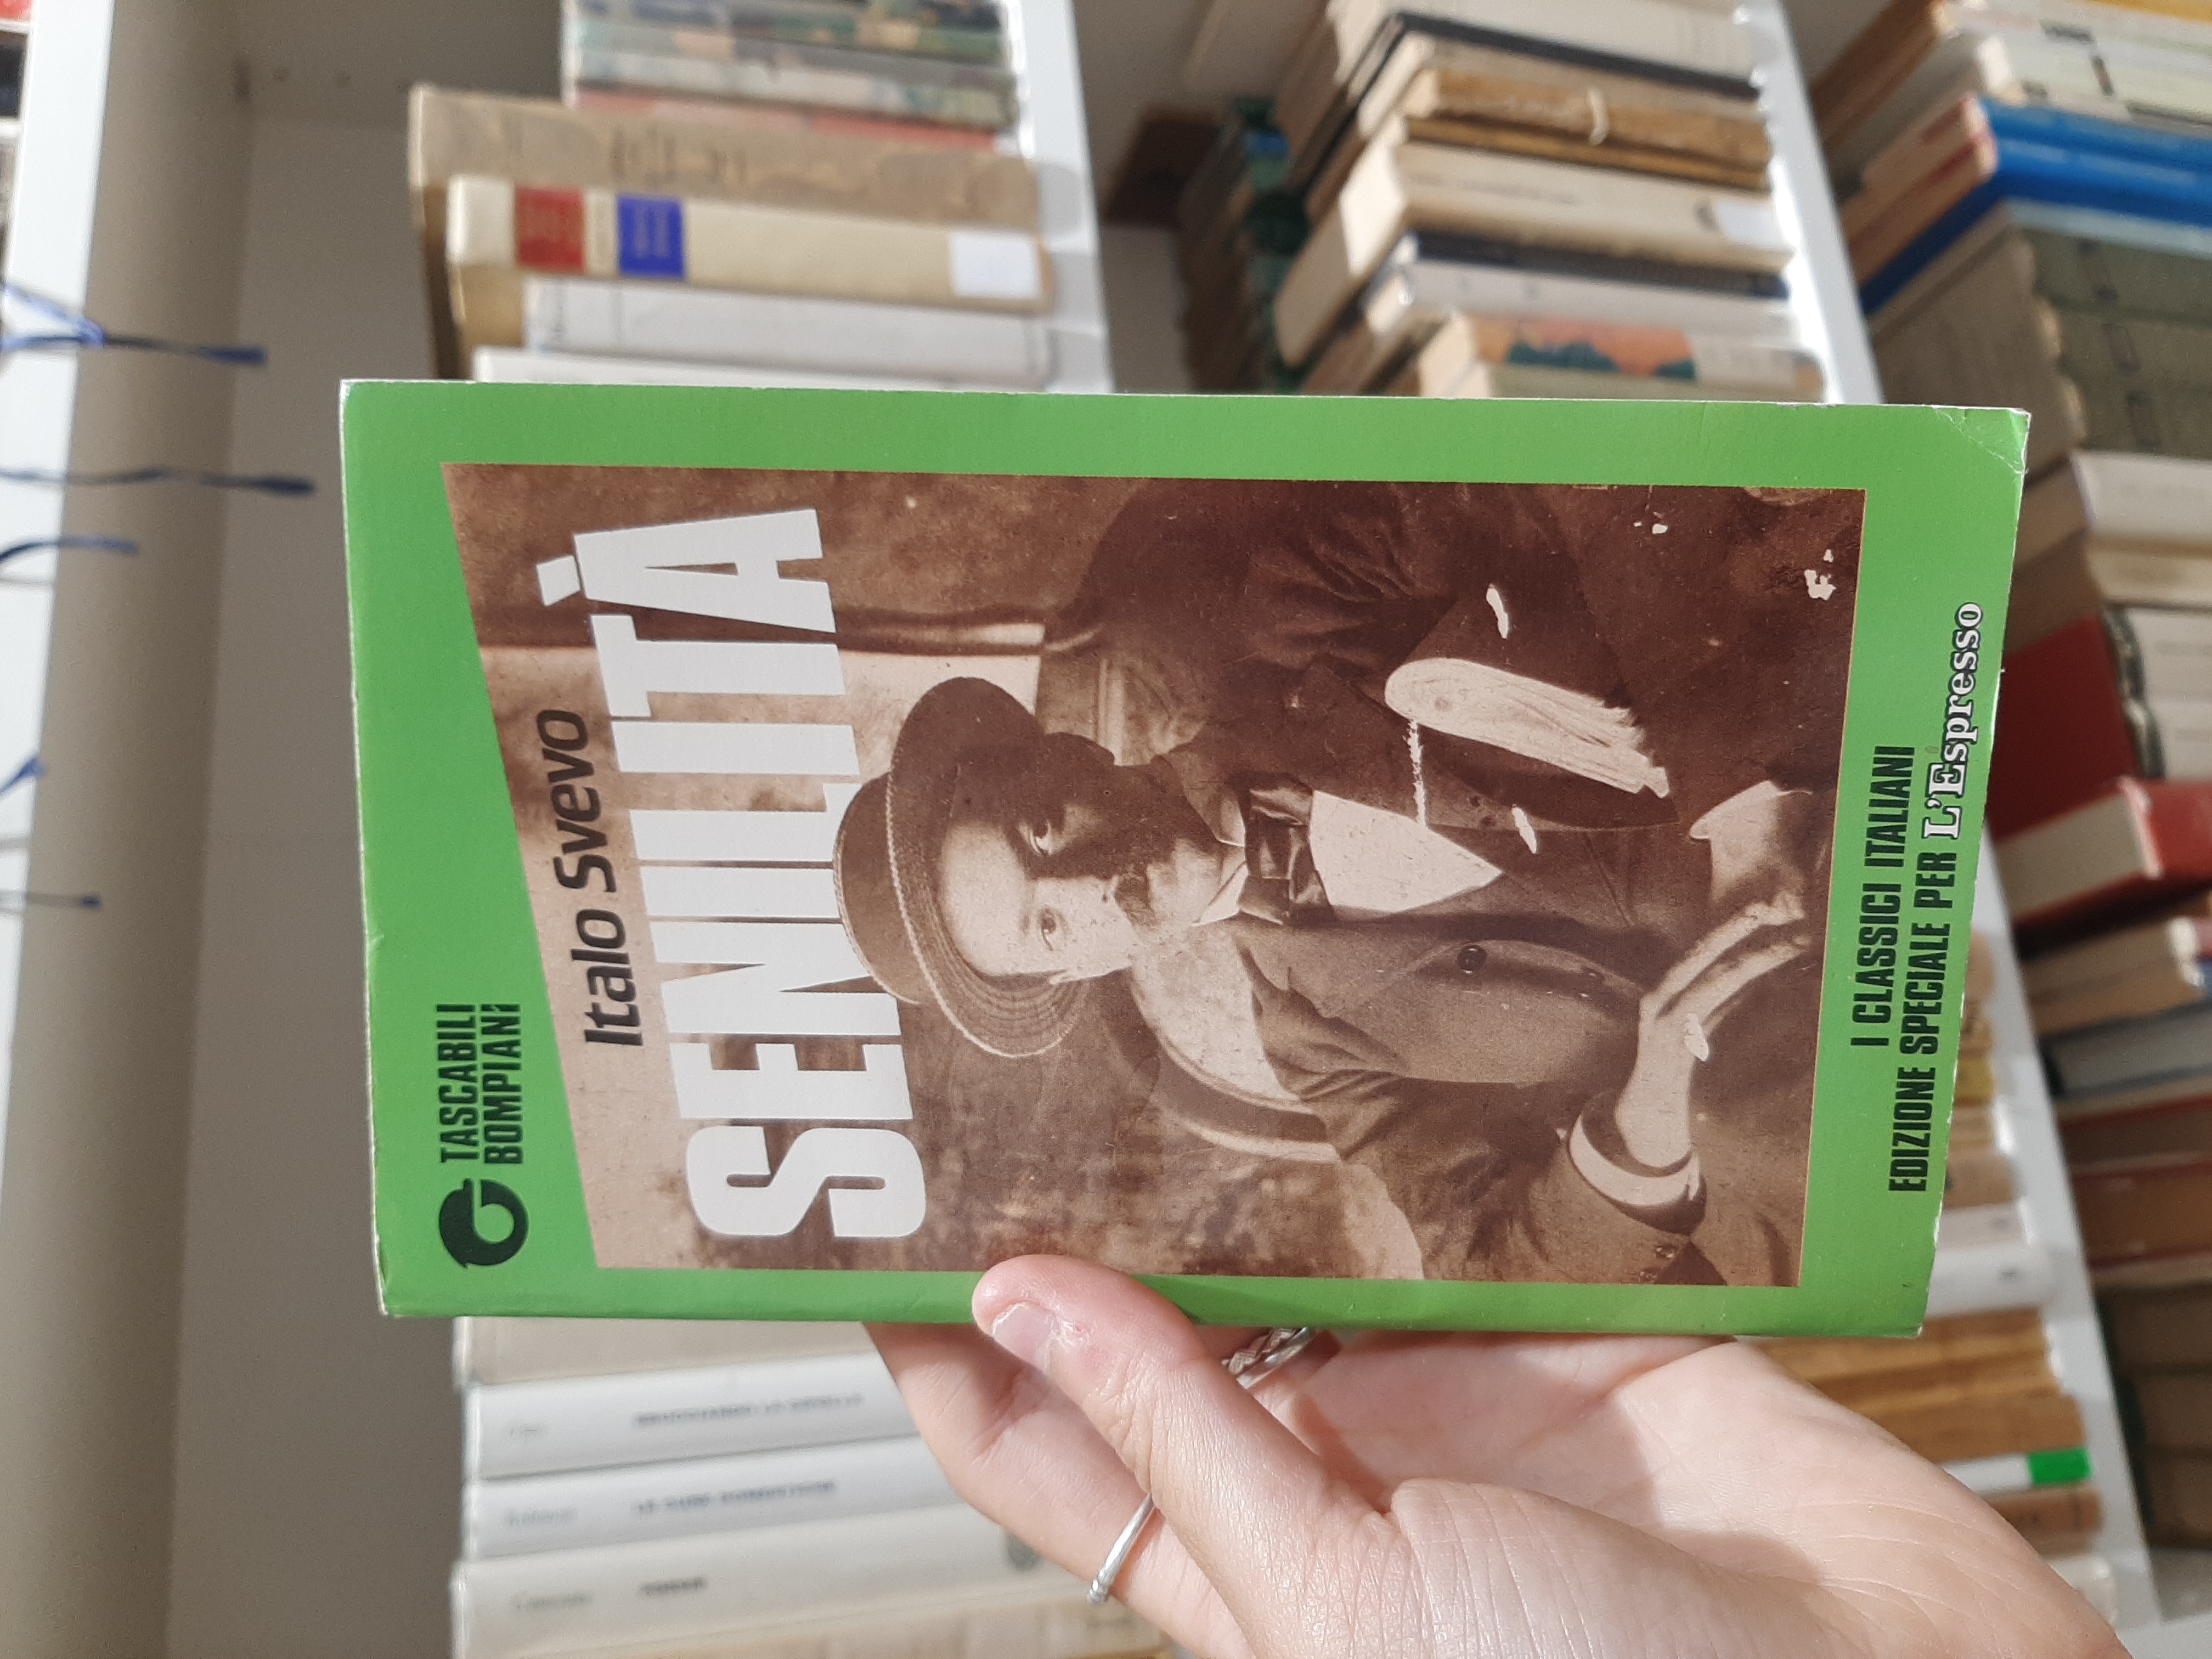 TASCABILI
BOMPIANI
Italo Svevo
SENILITÀ
I CLASSICI ITALIANI
EDIZIONE SPECIALE PER L'Espresso